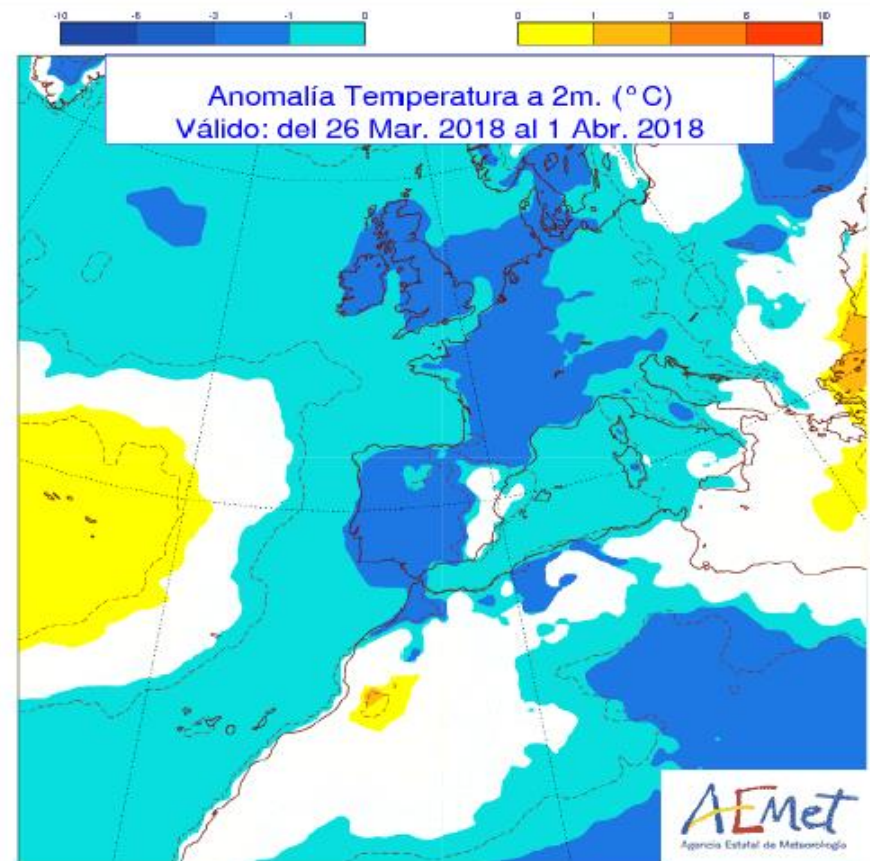 -10 -6 -3 -1 0 0 1 3 6 10
Anomalía Temperatura a 2m. (°C)
Válido: del 26 Mar. 2018 al 1 Abr. 2018
AEMet
Agencia Estatal de Meteorología